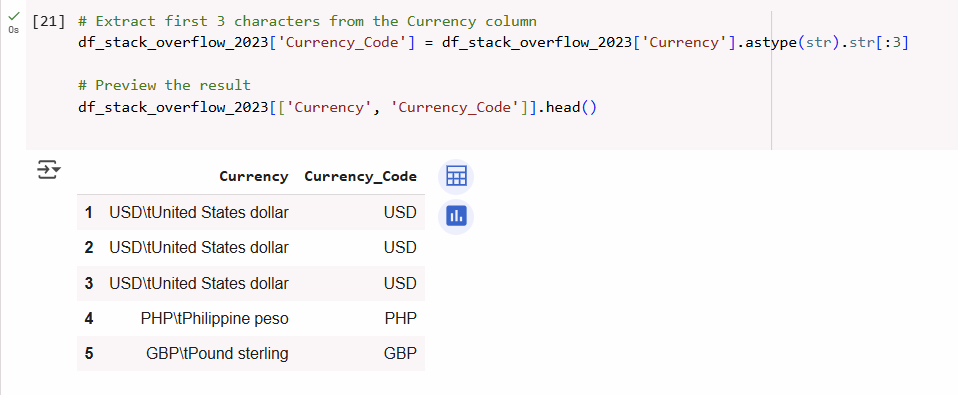 [21] # Extract first 3 characters from the Currency column
df_stack_overflow_2023['Currency_Code'] = df_stack_overflow_2023['Currency'].astype(str).str[:3]
0s
# Preview the result
df_stack_overflow_2023[['Currency', 'Currency_Code']].head()
Currency Currency_Code
1 USD\tUnited States dollar USD
2 USD\tUnited States dollar USD
3 USD\tUnited States dollar USD
4 PHP\tPhilippine peso PHP
5 GBP\tPound sterling GBP